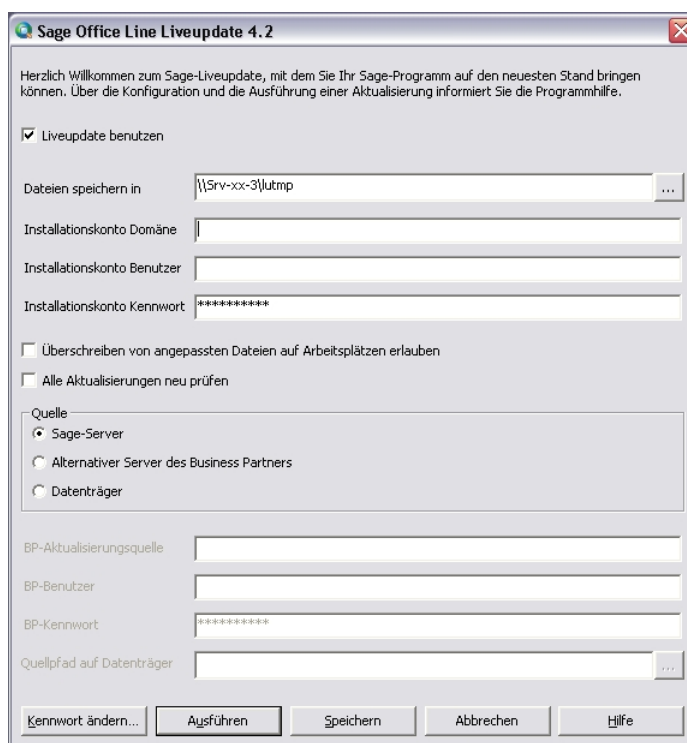 Sage Office Line Liveupdate 4.2
Herzlich Willkommen zum Sage-Liveupdate, mit dem Sie Ihr Sage-Programm auf den neuesten Stand bringen
können. Über die Konfiguration und die Ausführung einer Aktualisierung informiert Sie die Programmhilfe.
Liveupdate benutzen
Dateien speichern in \\Srv-xx-3\lutmp ...
Installationskonto Domäne
Installationskonto Benutzer
Installationskonto Kennwort **********
Überschreiben von angepassten Dateien auf Arbeitsplätzen erlauben
Alle Aktualisierungen neu prüfen
Quelle
Sage-Server
Alternativer Server des Business Partners
Datenträger
BP-Aktualisierungsquelle
BP-Benutzer
BP-Kennwort **********
Quellpfad auf Datenträger ...
Kennwort ändern... Ausführen Speichern Abbrechen Hilfe